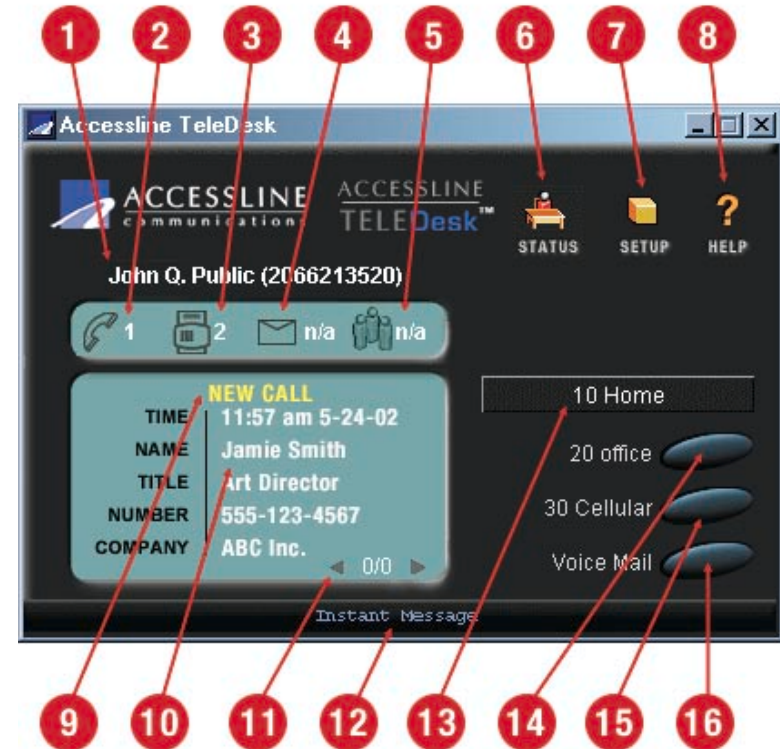 1 2 3 4 5 6 7 8
Accessline TeleDesk
ACCESSLINE
communications
ACCESSLINE
TELEDesk™
STATUS SETUP HELP
John Q. Public (2066213520)
1 2 n/a n/a
NEW CALL
TIME 11:57 am 5-24-02
NAME Jamie Smith
TITLE Art Director
NUMBER 555-123-4567
COMPANY ABC Inc.
0/0
10 Home
20 office
30 Cellular
Voice Mail
Instant Message
9 10 11 12 13 14 15 16